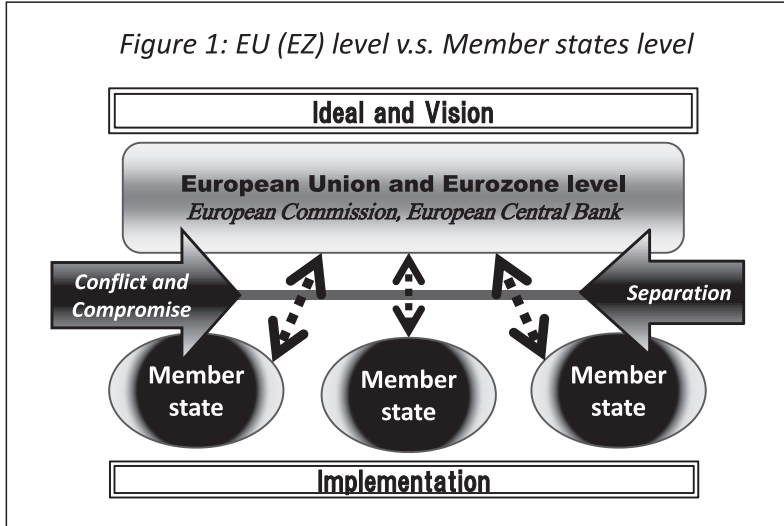 Figure 1: EU (EZ) level v.s. Member states level
Ideal and Vision
European Union and Eurozone level
European Commission, European Central Bank
Conflict and
Compromise
Separation
Member
state
Member
state
Member
state
Implementation